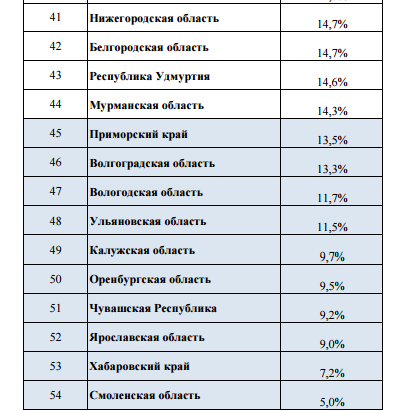 41 Нижегородская область 14,7%
42 Белгородская область 14,7%
43 Республика Удмуртия 14,6%
44 Мурманская область 14,3%
45 Приморский край 13,5%
46 Волгоградская область 13,3%
47 Вологодская область 11,7%
48 Ульяновская область 11,5%
49 Калужская область 9,7%
50 Оренбургская область 9,5%
51 Чувашская Республика 9,2%
52 Ярославская область 9,0%
53 Хабаровский край 7,2%
54 Смоленская область 5,0%